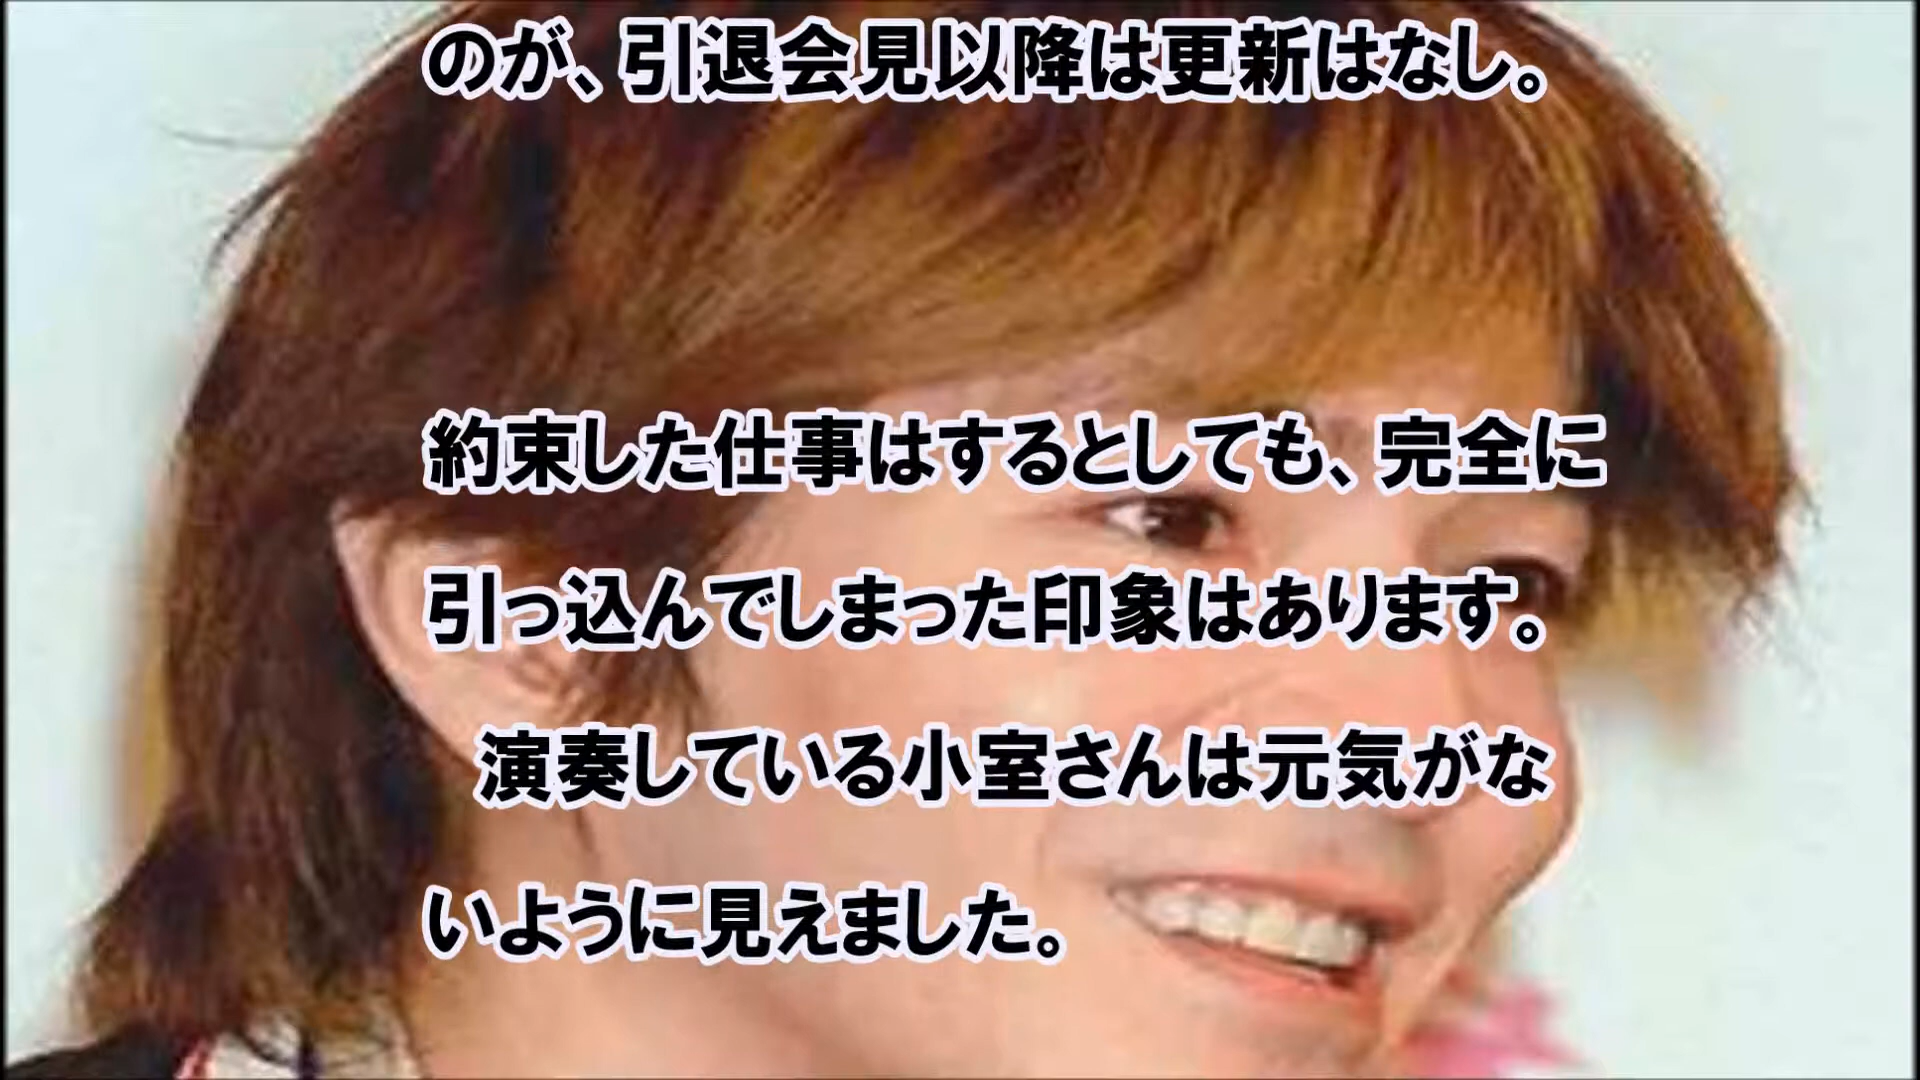 のが、引退会見以降は更新はなし。
約束した仕事はするとしても、完全に
引っ込んでしまった印象はあります。
演奏している小室さんは元気がな
いように見えました。